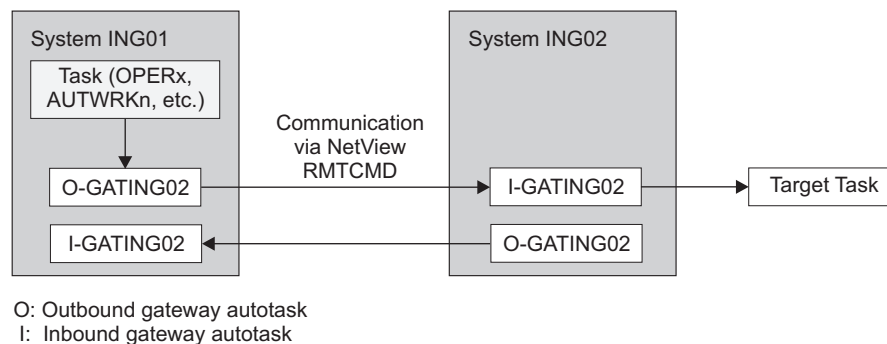 System ING01
Task (OPERx,
AUTWRKn, etc.)
O-GATING02
I-GATING02
Communication
via NetView
RMTCMD
System ING02
I-GATING02
O-GATING02
Target Task
O: Outbound gateway autotask
I: Inbound gateway autotask